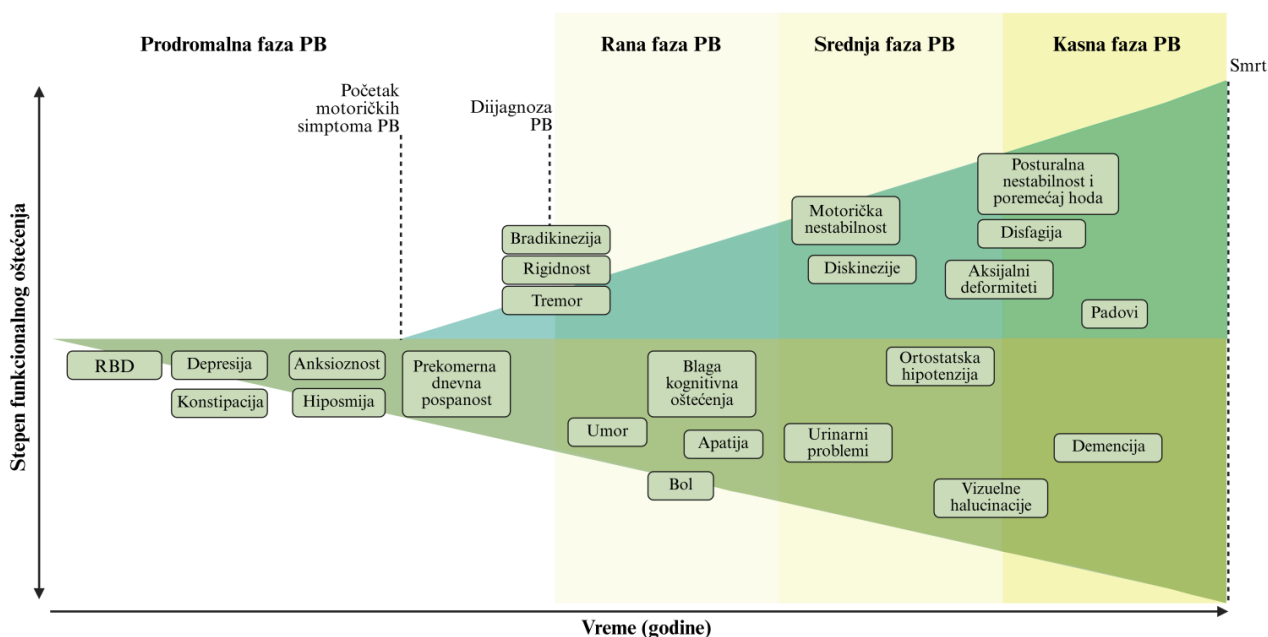 Prodromalna faza PB
Rana faza PB
Srednja faza PB
Kasna faza PB
Smrt
Početak
motoričkih
simptoma PB
Diijagnoza
PB
Stepen funkcionalnog oštećenja
Bradikinezija
Rigidnost
Tremor
Motorička
nestabilnost
Diskinezije
Posturalna
nestabilnost i
poremećaj hoda
Disfagija
Aksijalni
deformiteti
Padovi
RBD
Depresija
Konstipacija
Anksioznost
Hiposmija
Prekomerna
dnevna
pospanost
Umor
Blaga
kognitivna
oštećenja
Apatija
Bol
Ortostatska
hipotenzija
Urinarni
problemi
Vizuelne
halucinacije
Demencija
Vreme (godine)